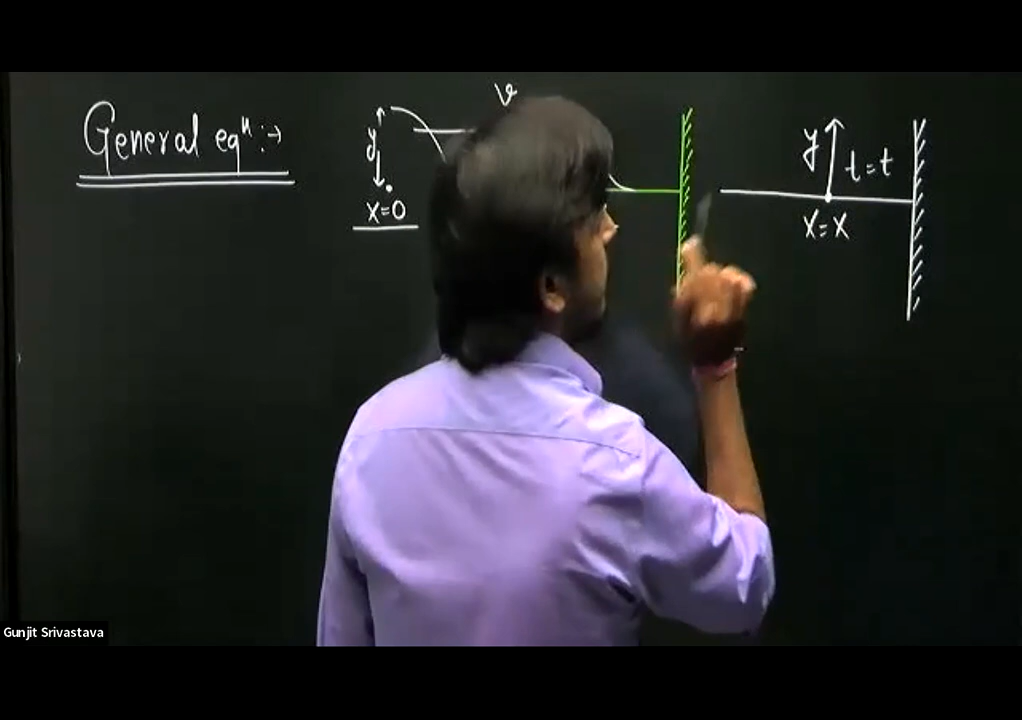 General eqⁿ :→
v
y
x=0
y
t=t
x=x
Gunjit Srivastava